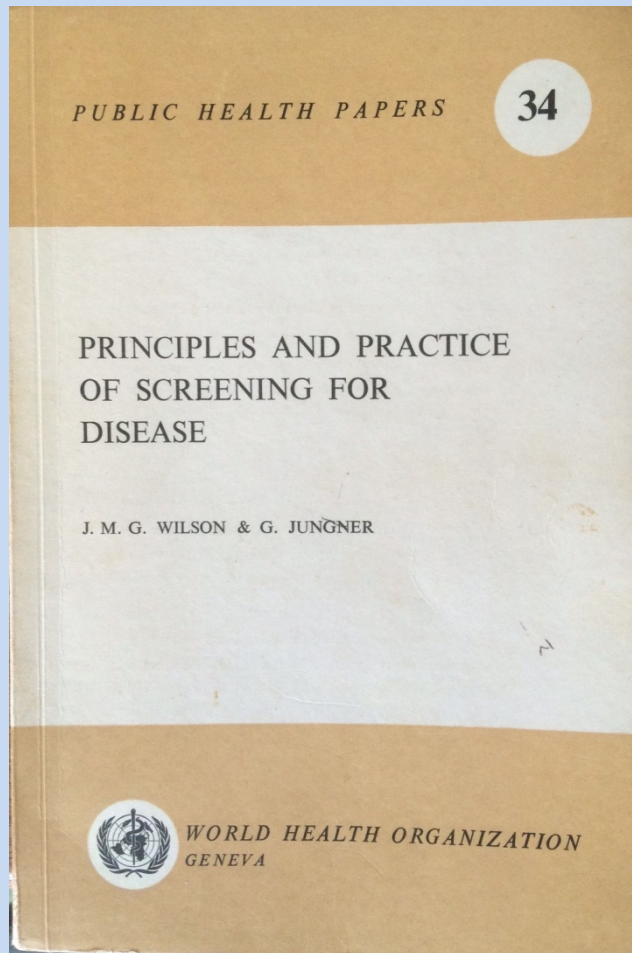 PUBLIC HEALTH PAPERS
34
PRINCIPLES AND PRACTICE
OF SCREENING FOR
DISEASE
J. M. G. WILSON & G. JUNGNER
WORLD HEALTH ORGANIZATION
GENEVA